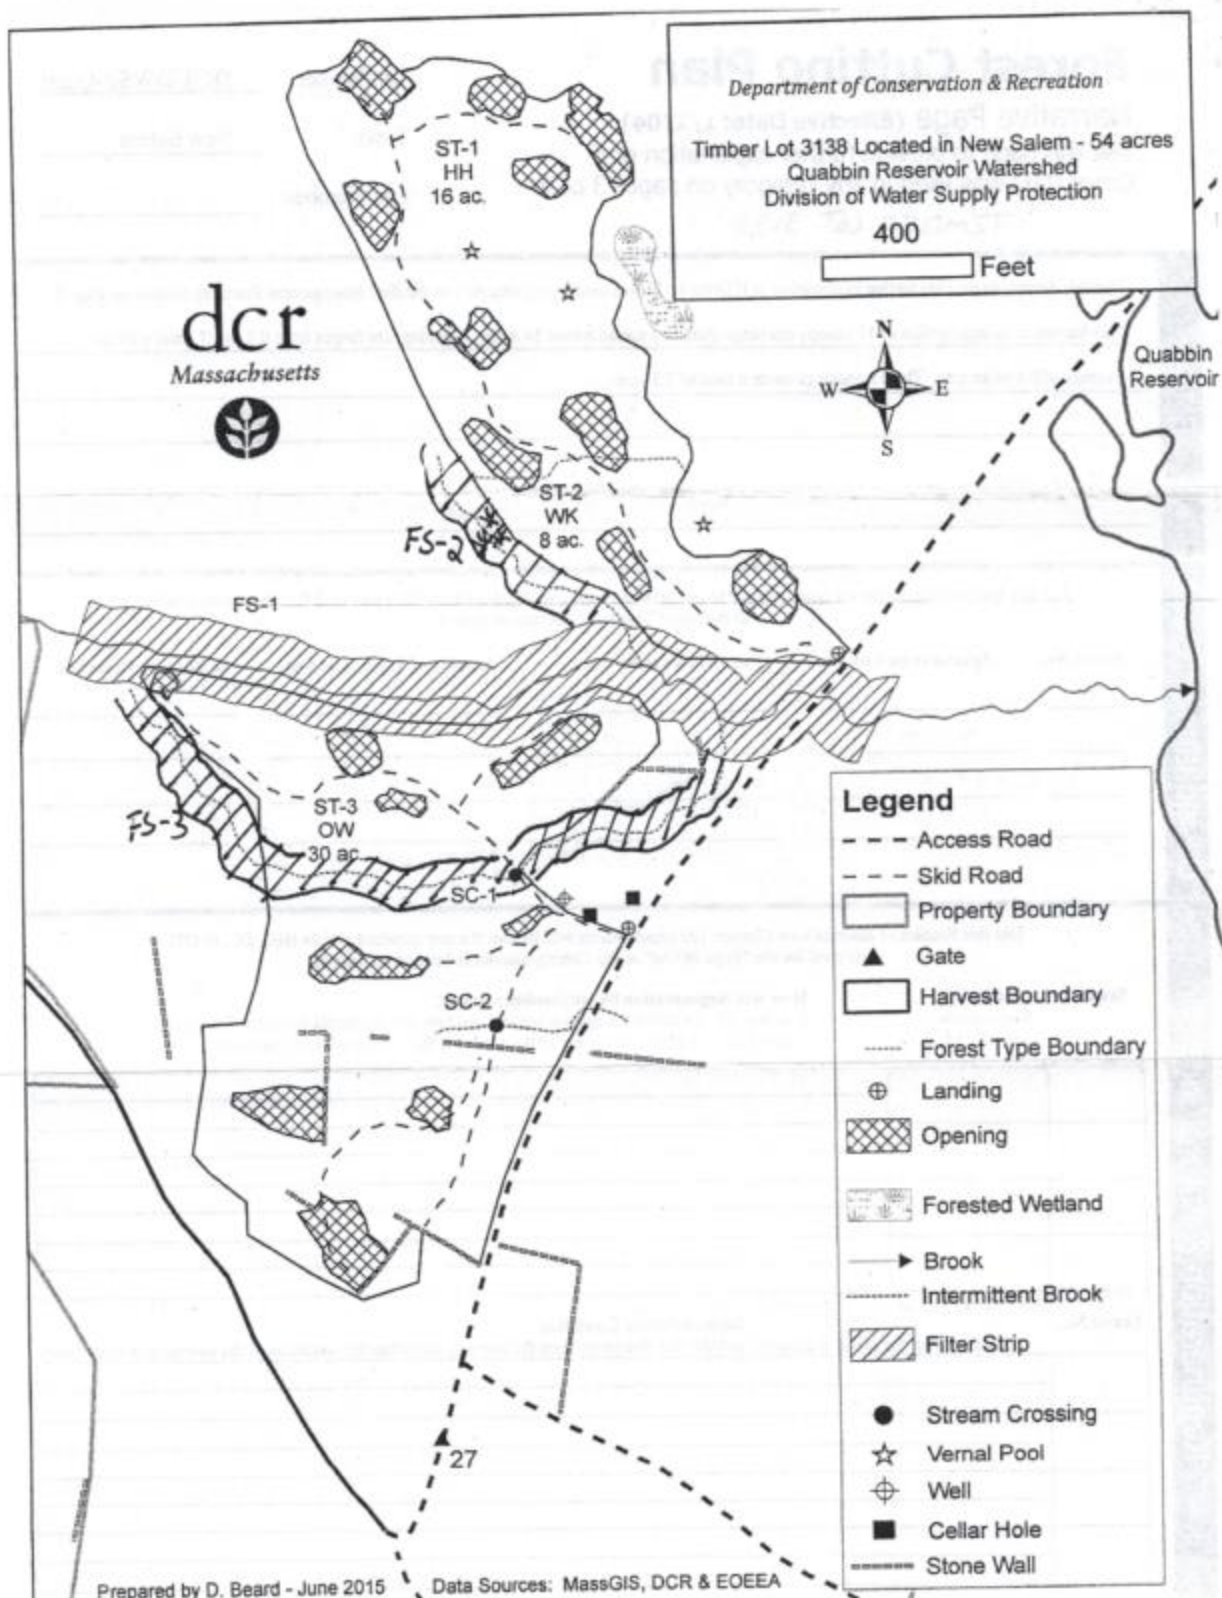 Department of Conservation & Recreation
Timber Lot 3138 Located in New Salem - 54 acres
Quabbin Reservoir Watershed
Division of Water Supply Protection
400
Feet
ST-1
HH
16 ac.
dcr
Massachusetts
N
W
E
S
Quabbin
Reservoir
ST-2
WK
8 ac.
FS-2
FS-1
ST-3
OW
30 ac.
FS-3
SC-1
SC-2
27
Legend
Access Road
Skid Road
Property Boundary
Gate
Harvest Boundary
Forest Type Boundary
Landing
Opening
Forested Wetland
Brook
Intermittent Brook
Filter Strip
Stream Crossing
Vernal Pool
Well
Cellar Hole
Stone Wall
Prepared by D. Beard - June 2015
Data Sources: MassGIS, DCR & EOEEA